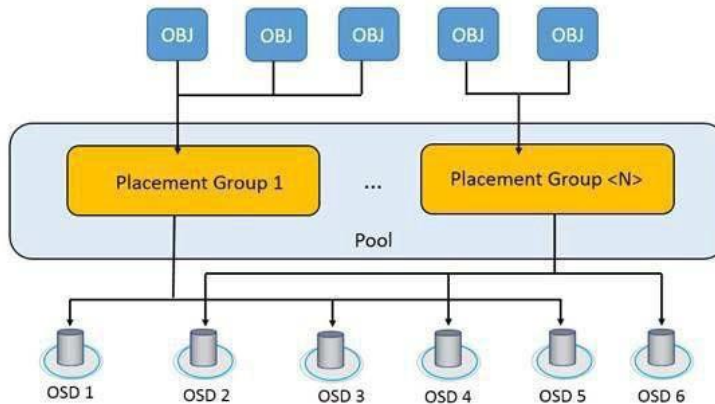 OBJ
OBJ
OBJ
OBJ
OBJ
Placement Group 1
...
Placement Group <N>
Pool
OSD 1
OSD 2
OSD 3
OSD 4
OSD 5
OSD 6